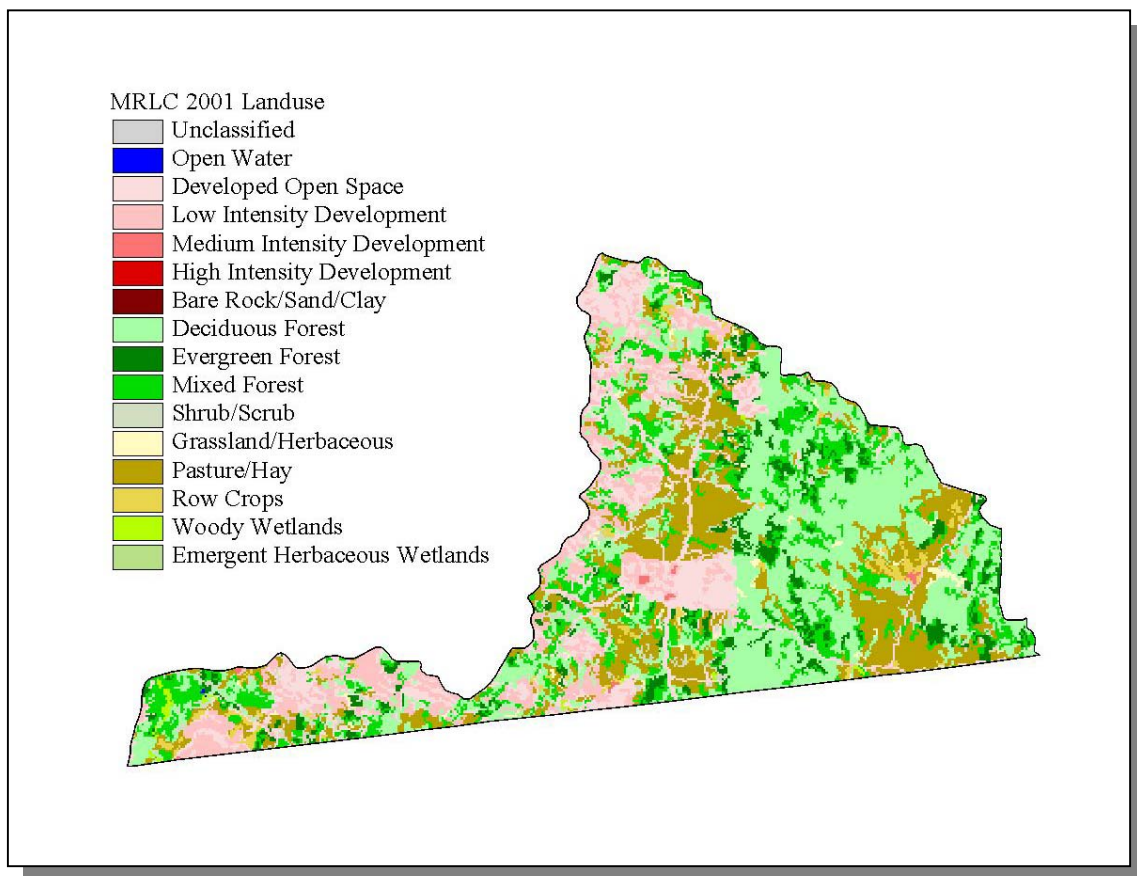 MRLC 2001 Landuse
Unclassified
Open Water
Developed Open Space
Low Intensity Development
Medium Intensity Development
High Intensity Development
Bare Rock/Sand/Clay
Deciduous Forest
Evergreen Forest
Mixed Forest
Shrub/Scrub
Grassland/Herbaceous
Pasture/Hay
Row Crops
Woody Wetlands
Emergent Herbaceous Wetlands